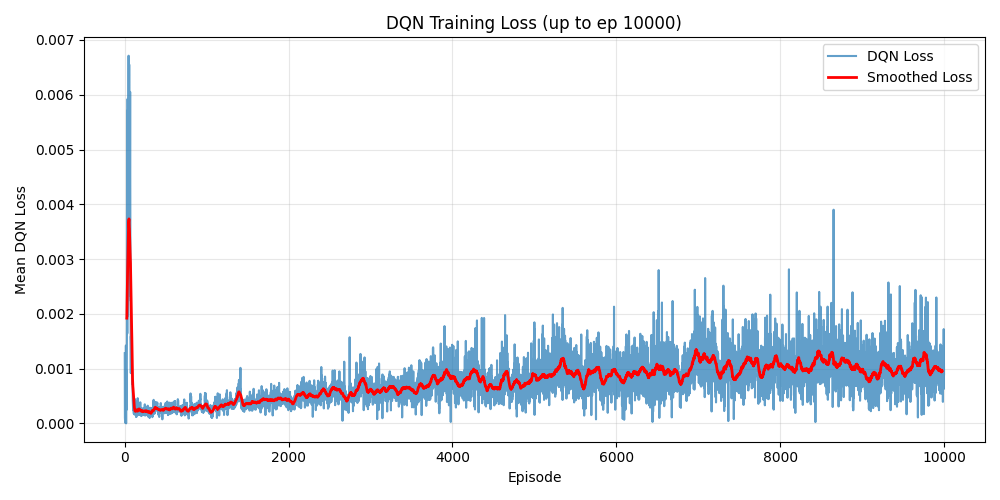 DQN Training Loss (up to ep 10000)
DQN Loss
Smoothed Loss
Mean DQN Loss
0.007
0.006
0.005
0.004
0.003
0.002
0.001
0.000
0
2000
4000
6000
8000
10000
Episode